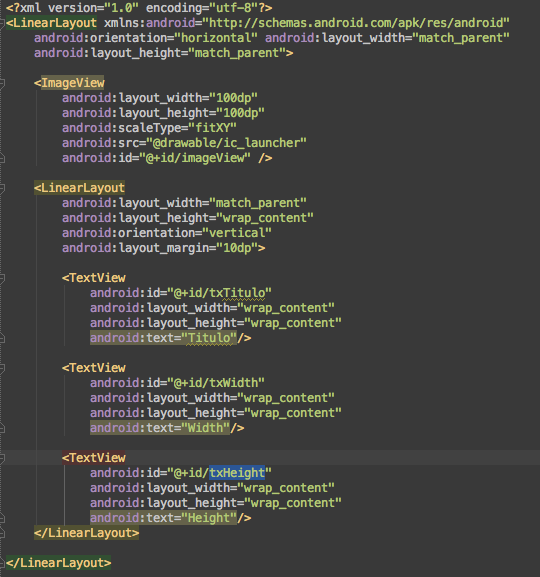 <?xml version="1.0" encoding="utf-8"?>
<LinearLayout xmlns:android="http://schemas.android.com/apk/res/android"
    android:orientation="horizontal" android:layout_width="match_parent"
    android:layout_height="match_parent">

    <ImageView
        android:layout_width="100dp"
        android:layout_height="100dp"
        android:scaleType="fitXY"
        android:src="@drawable/ic_launcher"
        android:id="@+id/imageView" />

    <LinearLayout
        android:layout_width="match_parent"
        android:layout_height="wrap_content"
        android:orientation="vertical"
        android:layout_margin="10dp">

        <TextView
            android:id="@+id/txTitulo"
            android:layout_width="wrap_content"
            android:layout_height="wrap_content"
            android:text="Titulo"/>

        <TextView
            android:id="@+id/txWidth"
            android:layout_width="wrap_content"
            android:layout_height="wrap_content"
            android:text="Width"/>

        <TextView
            android:id="@+id/txHeight"
            android:layout_width="wrap_content"
            android:layout_height="wrap_content"
            android:text="Height"/>
    </LinearLayout>

</LinearLayout>